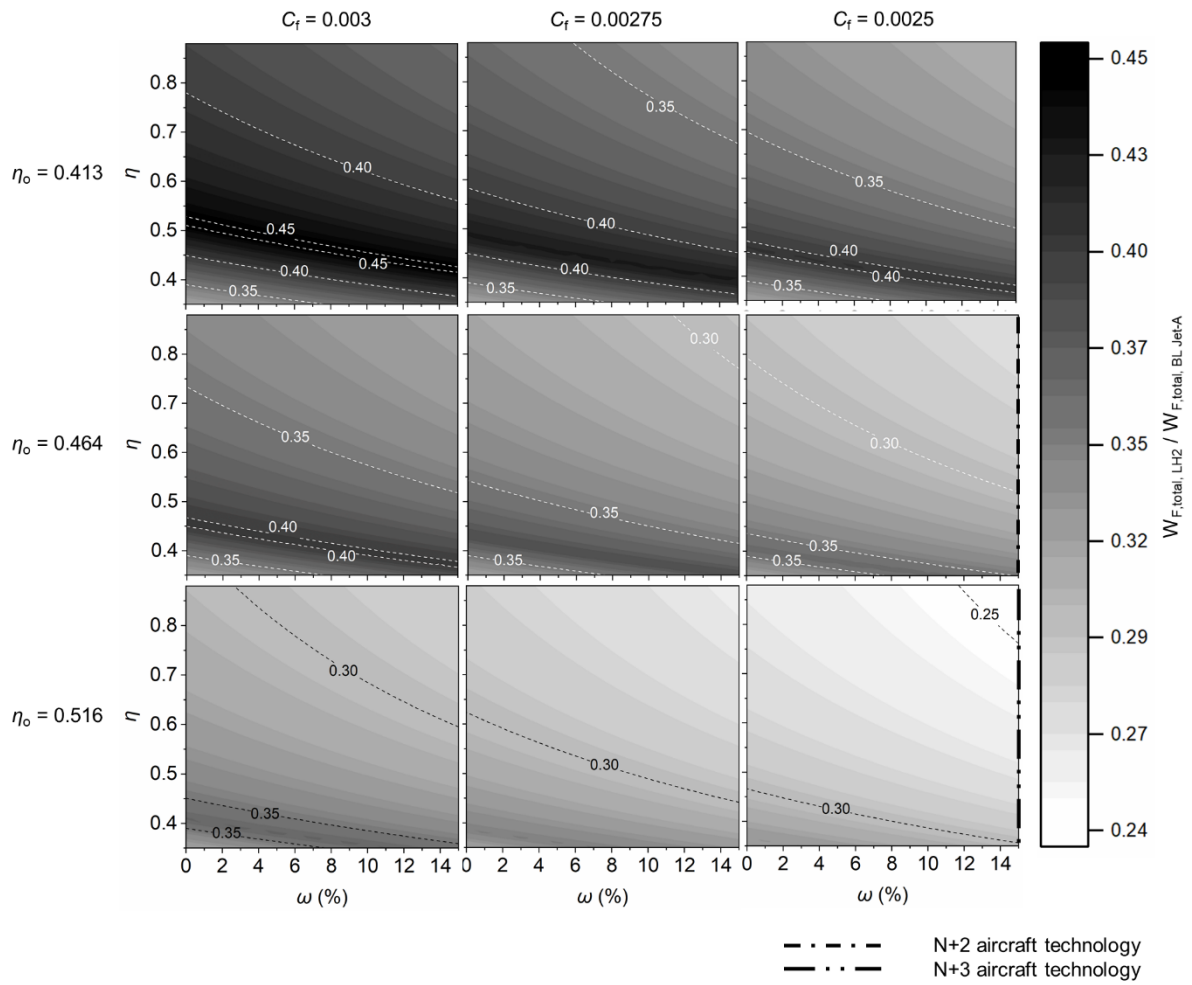 C_f = 0.003
C_f = 0.00275
C_f = 0.0025
η_o = 0.413
η
0.8
0.7
0.6
0.5
0.4
0.40
0.45
0.45
0.40
0.35
0.35
0.40
0.40
0.35
0.35
0.40
0.40
0.35
η_o = 0.464
η
0.8
0.7
0.6
0.5
0.4
0.35
0.40
0.40
0.35
0.30
0.35
0.35
0.30
0.35
0.35
η_o = 0.516
η
0.8
0.7
0.6
0.5
0.4
0.30
0.35
0.35
0.30
0.25
0.30
0 2 4 6 8 10 12 14
0 2 4 6 8 10 12 14
0 2 4 6 8 10 12 14
ω (%)
ω (%)
ω (%)
0.45
0.43
0.40
0.37
0.35
0.32
0.29
0.27
0.24
W_F,total, LH2 / W_F,total, BL Jet-A
N+2 aircraft technology
N+3 aircraft technology